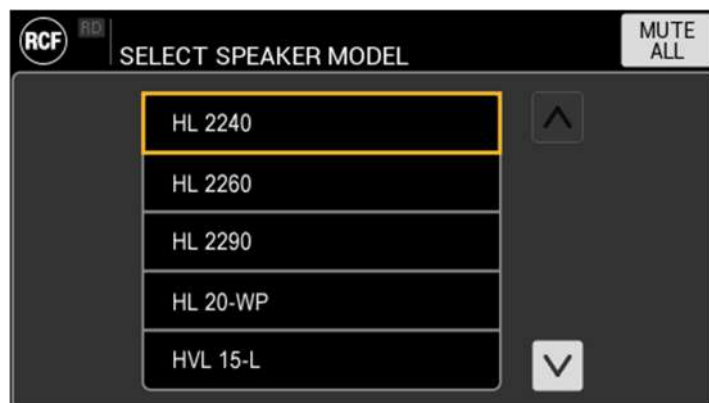 RCF
RD
SELECT SPEAKER MODEL
MUTE
ALL
HL 2240
HL 2260
HL 2290
HL 20-WP
HVL 15-L